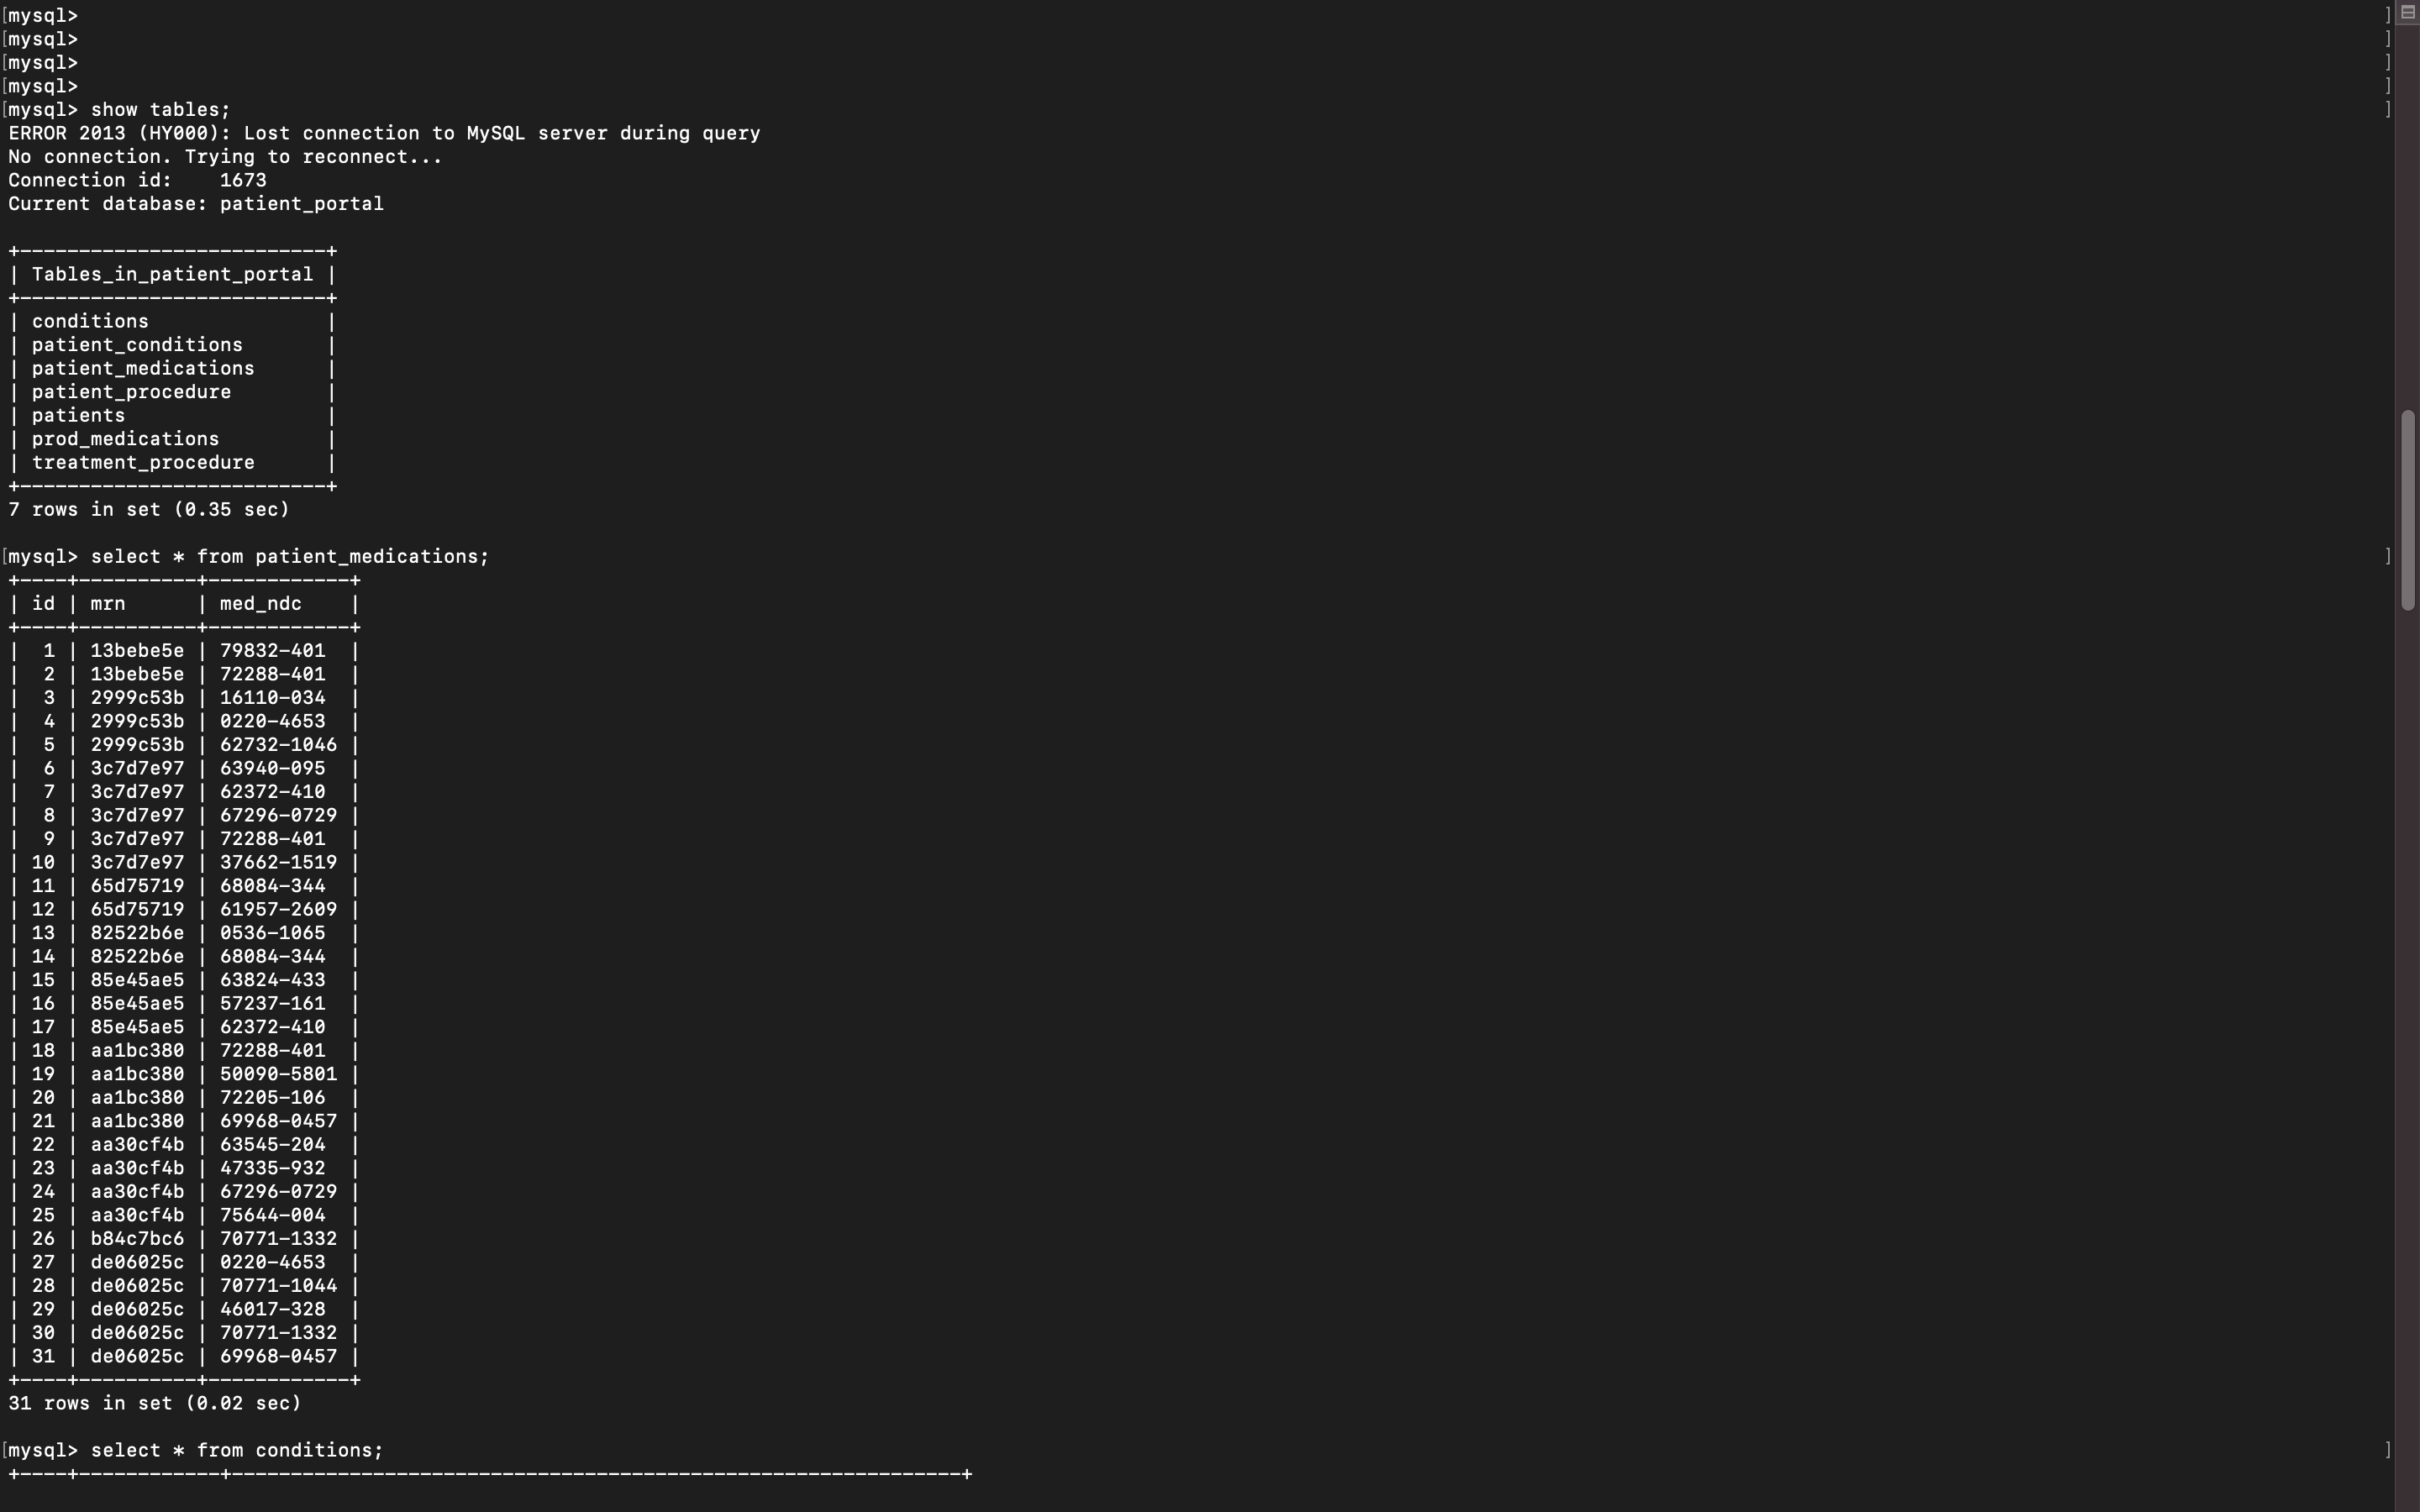 [mysql> ]
[mysql> ]
[mysql> ]
[mysql> ]
[mysql> show tables; ]
ERROR 2013 (HY000): Lost connection to MySQL server during query
No connection. Trying to reconnect...
Connection id:    1673
Current database: patient_portal
+--------------------------+
| Tables_in_patient_portal |
+--------------------------+
| conditions               |
| patient_conditions       |
| patient_medications      |
| patient_procedure        |
| patients                 |
| prod_medications         |
| treatment_procedure      |
+--------------------------+
7 rows in set (0.35 sec)
[mysql> select * from patient_medications; ]
+----+----------+------------+
| id | mrn      | med_ndc    |
+----+----------+------------+
|  1 | 13bebe5e | 79832-401  |
|  2 | 13bebe5e | 72288-401  |
|  3 | 2999c53b | 16110-034  |
|  4 | 2999c53b | 0220-4653  |
|  5 | 2999c53b | 62732-1046 |
|  6 | 3c7d7e97 | 63940-095  |
|  7 | 3c7d7e97 | 62372-410  |
|  8 | 3c7d7e97 | 67296-0729 |
|  9 | 3c7d7e97 | 72288-401  |
| 10 | 3c7d7e97 | 37662-1519 |
| 11 | 65d75719 | 68084-344  |
| 12 | 65d75719 | 61957-2609 |
| 13 | 82522b6e | 0536-1065  |
| 14 | 82522b6e | 68084-344  |
| 15 | 85e45ae5 | 63824-433  |
| 16 | 85e45ae5 | 57237-161  |
| 17 | 85e45ae5 | 62372-410  |
| 18 | aa1bc380 | 72288-401  |
| 19 | aa1bc380 | 50090-5801 |
| 20 | aa1bc380 | 72205-106  |
| 21 | aa1bc380 | 69968-0457 |
| 22 | aa30cf4b | 63545-204  |
| 23 | aa30cf4b | 47335-932  |
| 24 | aa30cf4b | 67296-0729 |
| 25 | aa30cf4b | 75644-004  |
| 26 | b84c7bc6 | 70771-1332 |
| 27 | de06025c | 0220-4653  |
| 28 | de06025c | 70771-1044 |
| 29 | de06025c | 46017-328  |
| 30 | de06025c | 70771-1332 |
| 31 | de06025c | 69968-0457 |
+----+----------+------------+
31 rows in set (0.02 sec)
[mysql> select * from conditions; ]
+----+------------+--------------------------------------------------------------+